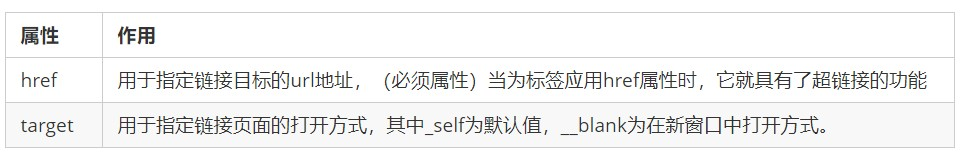 属性 作用
href 用于指定链接目标的url地址，（必须属性）当为标签应用href属性时，它就具有了超链接的功能
target 用于指定链接页面的打开方式，其中_self为默认值，__blank为在新窗口中打开方式。